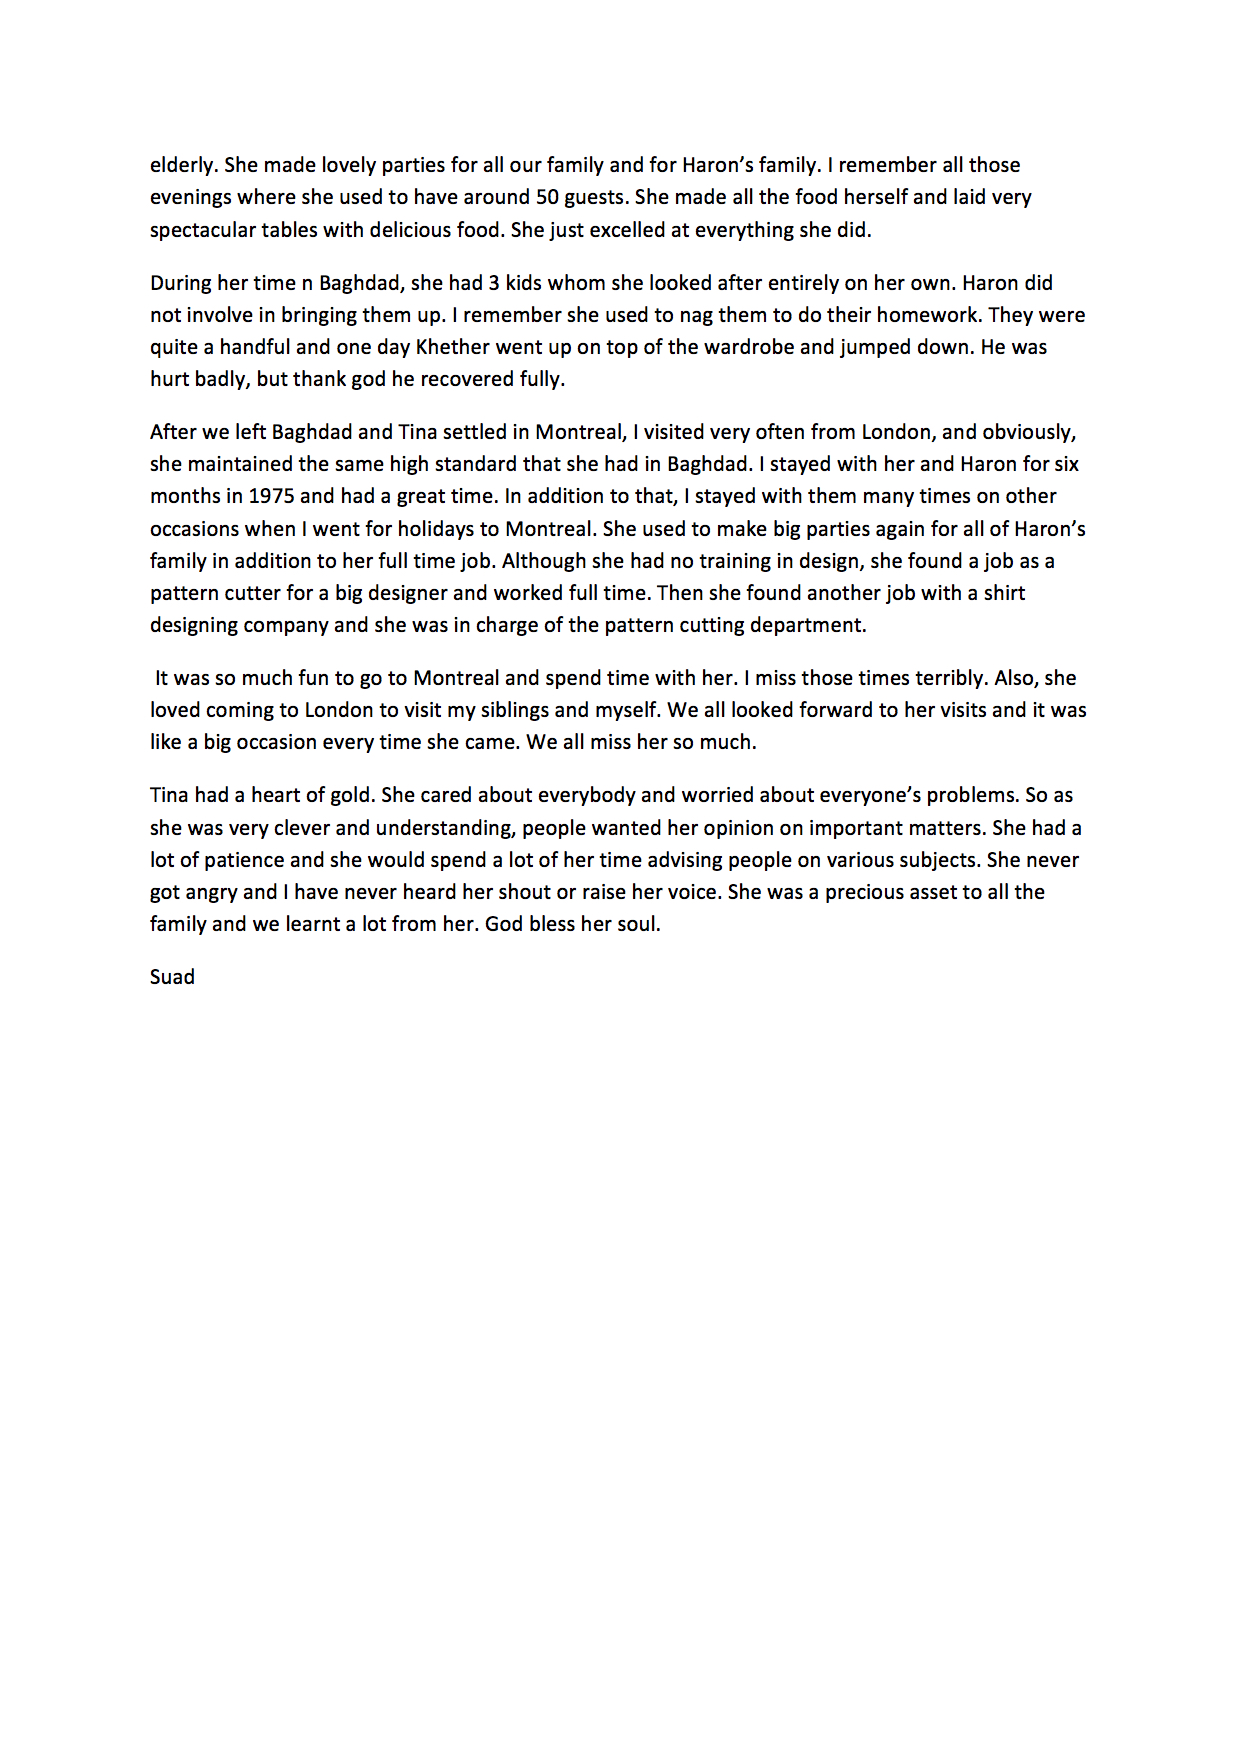 elderly. She made lovely parties for all our family and for Haron’s family. I remember all those
evenings where she used to have around 50 guests. She made all the food herself and laid very
spectacular tables with delicious food. She just excelled at everything she did.
During her time n Baghdad, she had 3 kids whom she looked after entirely on her own. Haron did
not involve in bringing them up. I remember she used to nag them to do their homework. They were
quite a handful and one day Khether went up on top of the wardrobe and jumped down. He was
hurt badly, but thank god he recovered fully.
After we left Baghdad and Tina settled in Montreal, I visited very often from London, and obviously,
she maintained the same high standard that she had in Baghdad. I stayed with her and Haron for six
months in 1975 and had a great time. In addition to that, I stayed with them many times on other
occasions when I went for holidays to Montreal. She used to make big parties again for all of Haron’s
family in addition to her full time job. Although she had no training in design, she found a job as a
pattern cutter for a big designer and worked full time. Then she found another job with a shirt
designing company and she was in charge of the pattern cutting department.
It was so much fun to go to Montreal and spend time with her. I miss those times terribly. Also, she
loved coming to London to visit my siblings and myself. We all looked forward to her visits and it was
like a big occasion every time she came. We all miss her so much.
Tina had a heart of gold. She cared about everybody and worried about everyone’s problems. So as
she was very clever and understanding, people wanted her opinion on important matters. She had a
lot of patience and she would spend a lot of her time advising people on various subjects. She never
got angry and I have never heard her shout or raise her voice. She was a precious asset to all the
family and we learnt a lot from her. God bless her soul.
Suad